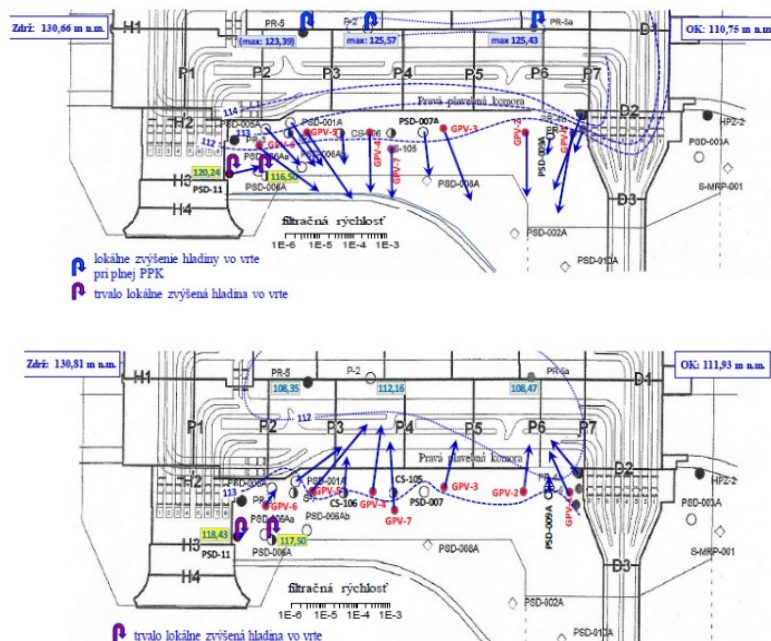 Zdrž: 130,66 m n.m.
H1
PR-5
P-2
PR-6a
D1
OK: 110,75 m n.m.
(max: 123,39)
max: 125,57
max: 125,43
P1
P2
P3
P4
P5
P6
P7
114
113
112
Pravá plavebná komora
H2
PSD-001A
GPV-5
GPV-6
GPV-4
GPV-7
PSD-007A
GPV-3
GPV-2
PSD-009A
D2
HPZ-2
PSD-003A
S-MRP-001
120,24
116,50
H3
PSD-11
PSD-006A
PSD-008A
H4
D3
filtračná rýchlosť
1E-6 1E-5 1E-4 1E-3
PSD-002A
PSD-010A
lokálne zvýšenie hladiny vo vrte
pri plnej PPK
trvalo lokálne zvýšená hladina vo vrte
Zdrž: 130,81 m n.m.
H1
PR-5
P-2
PR-6a
D1
OK: 111,93 m n.m.
108,35
112,16
108,47
112
P1
P2
P3
P4
P5
P6
P7
Pravá plavebná komora
H2
113
PSD-001A
GPV-5
GPV-6
CS-106
GPV-4
CS-105
GPV-7
PSD-007
GPV-3
GPV-2
PSD-009A
D2
HPZ-2
PSD-003A
S-MRP-001
PSD-006Aa
PSD-006Ab
118,43
117,50
H3
PSD-11
PSD-006A
PSD-008A
H4
D3
filtračná rýchlosť
1E-6 1E-5 1E-4 1E-3
PSD-002A
PSD-010A
trvalo lokálne zvýšená hladina vo vrte